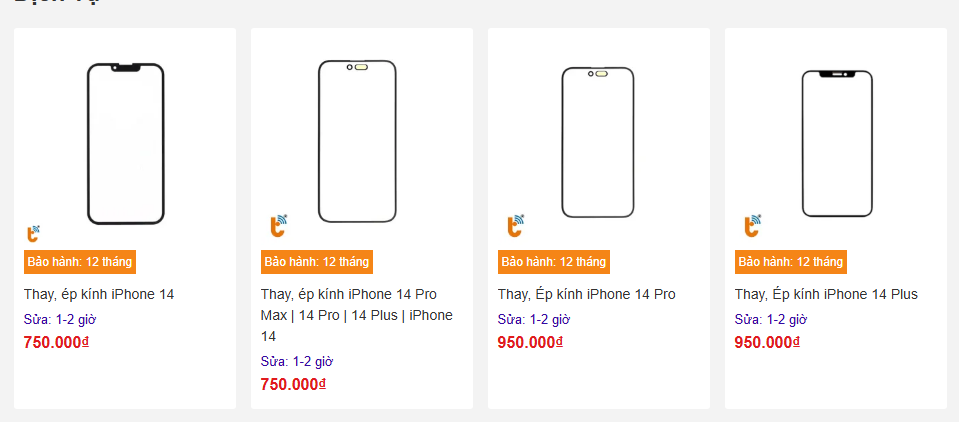 Bảo hành: 12 tháng
Thay, ép kính iPhone 14
Sửa: 1-2 giờ
750.000₫
Bảo hành: 12 tháng
Thay, ép kính iPhone 14 Pro
Max | 14 Pro | 14 Plus | iPhone
14
Sửa: 1-2 giờ
750.000₫
Bảo hành: 12 tháng
Thay, Ép kính iPhone 14 Pro
Sửa: 1-2 giờ
950.000₫
Bảo hành: 12 tháng
Thay, Ép kính iPhone 14 Plus
Sửa: 1-2 giờ
950.000₫